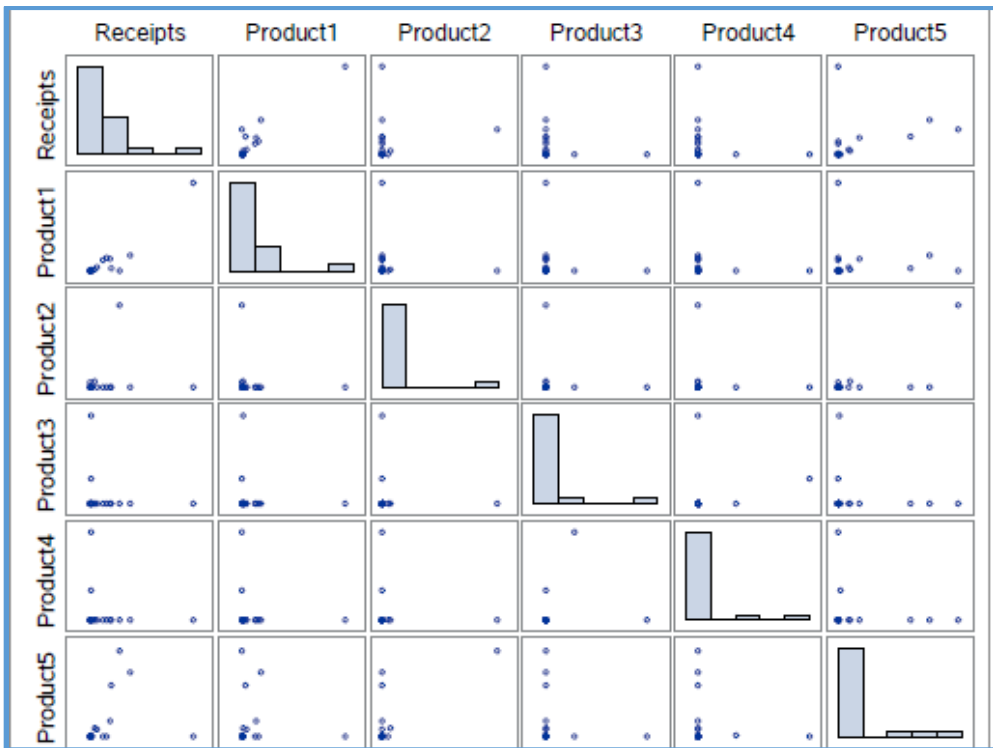 Receipts Product1 Product2 Product3 Product4 Product5
Receipts
Product1
Product2
Product3
Product4
Product5